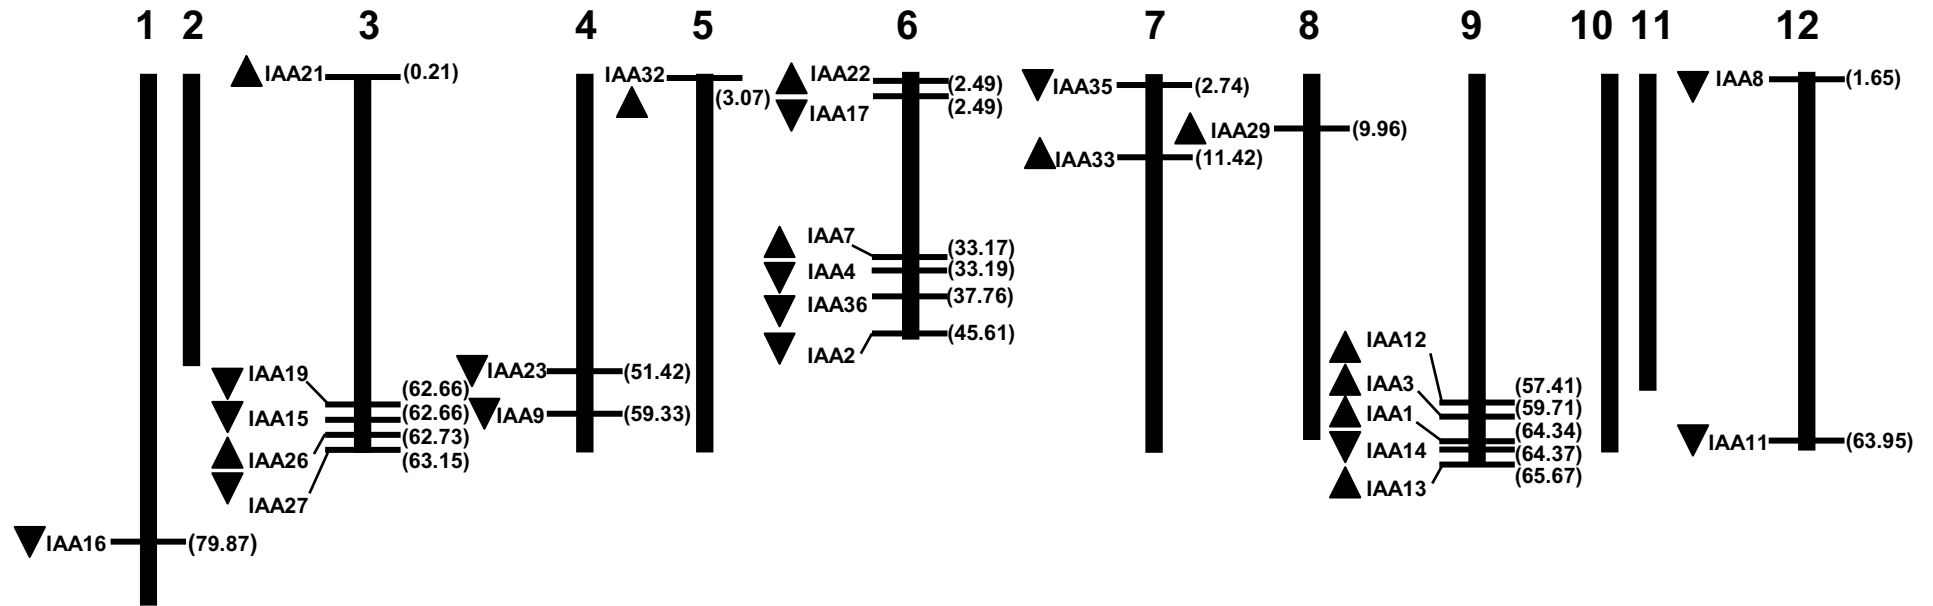 1 2 3 4 5 6 7 8 9 10 11 12
IAA16 (79.87)
IAA21 (0.21)
IAA19 (62.66)
IAA15 (62.66)
IAA26 (62.73)
IAA27 (63.15)
IAA23 (51.42)
IAA9 (59.33)
IAA32 (3.07)
IAA22 (2.49)
IAA17 (2.49)
IAA7 (33.17)
IAA4 (33.19)
IAA36 (37.76)
IAA2 (45.61)
IAA35 (2.74)
IAA33 (11.42)
IAA29 (9.96)
IAA12 (57.41)
IAA3 (59.71)
IAA1 (64.34)
IAA14 (64.37)
IAA13 (65.67)
IAA8 (1.65)
IAA11 (63.95)